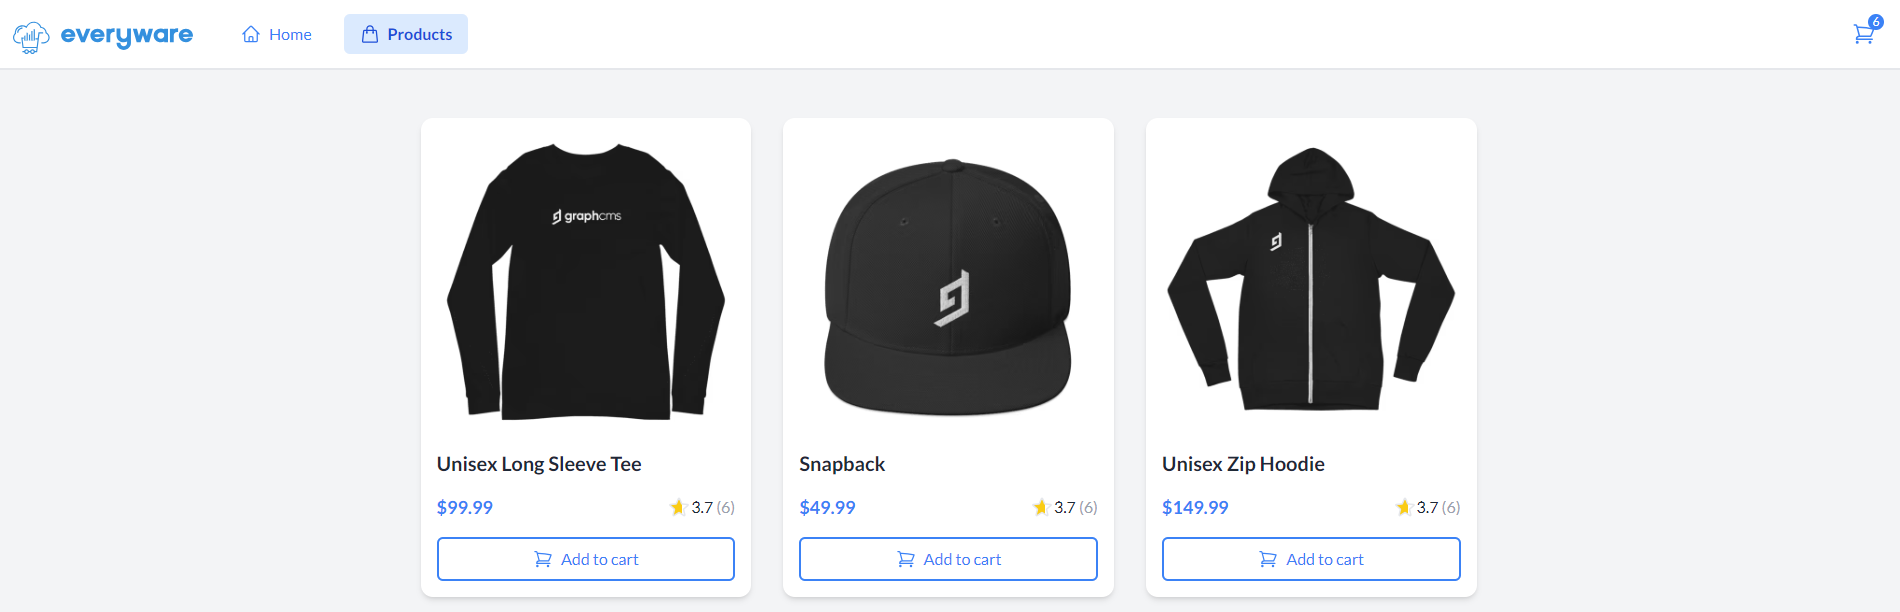 everyware Home Products 6
graphcms
Unisex Long Sleeve Tee
$99.99 3.7 (6)
Add to cart
Snapback
$49.99 3.7 (6)
Add to cart
Unisex Zip Hoodie
$149.99 3.7 (6)
Add to cart